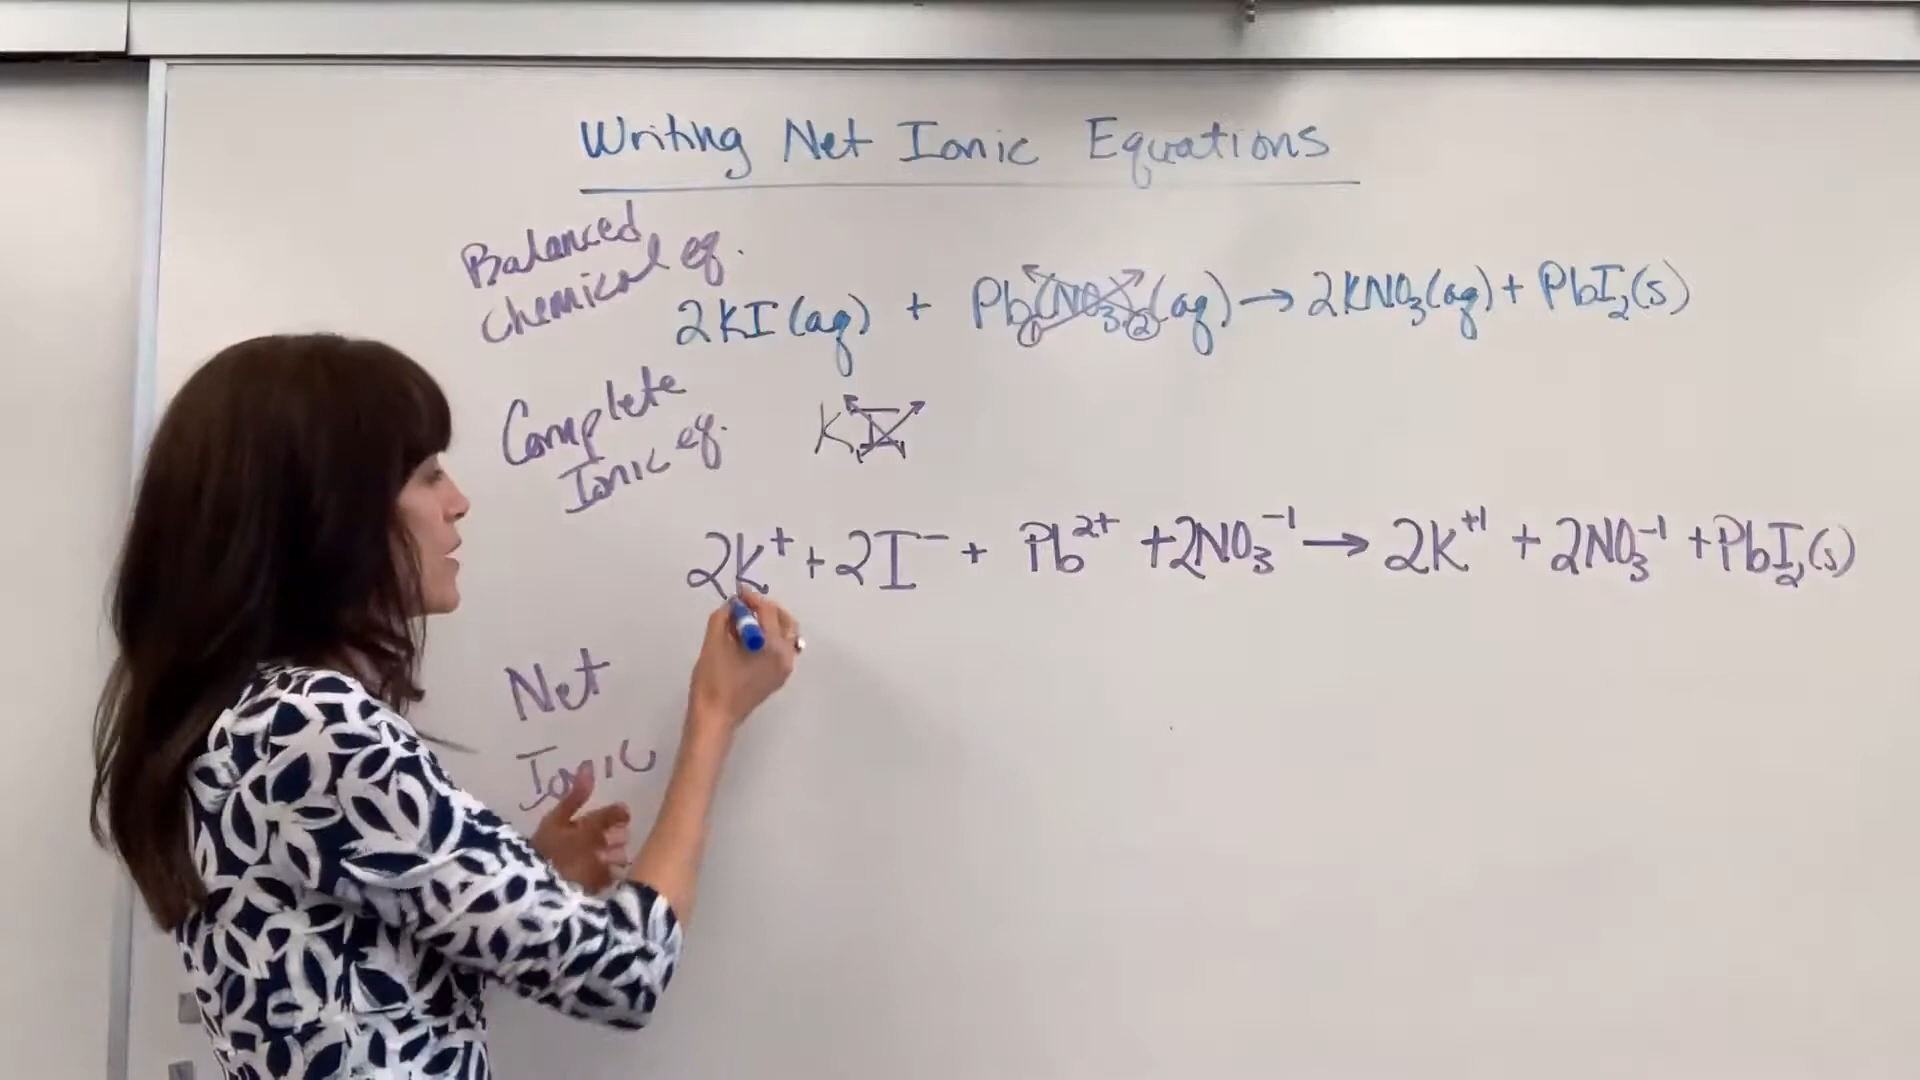 Writing Net Ionic Equations
Balanced
chemical eq.
2KI(aq) + Pb(NO₃)₂(aq) → 2KNO₃(aq) + PbI₂(s)
Complete
Ionic eq.
KI
2K⁺ + 2I⁻ + Pb²⁺ + 2NO₃⁻¹ → 2K⁺¹ + 2NO₃⁻¹ + PbI₂(s)
Net
Ionic